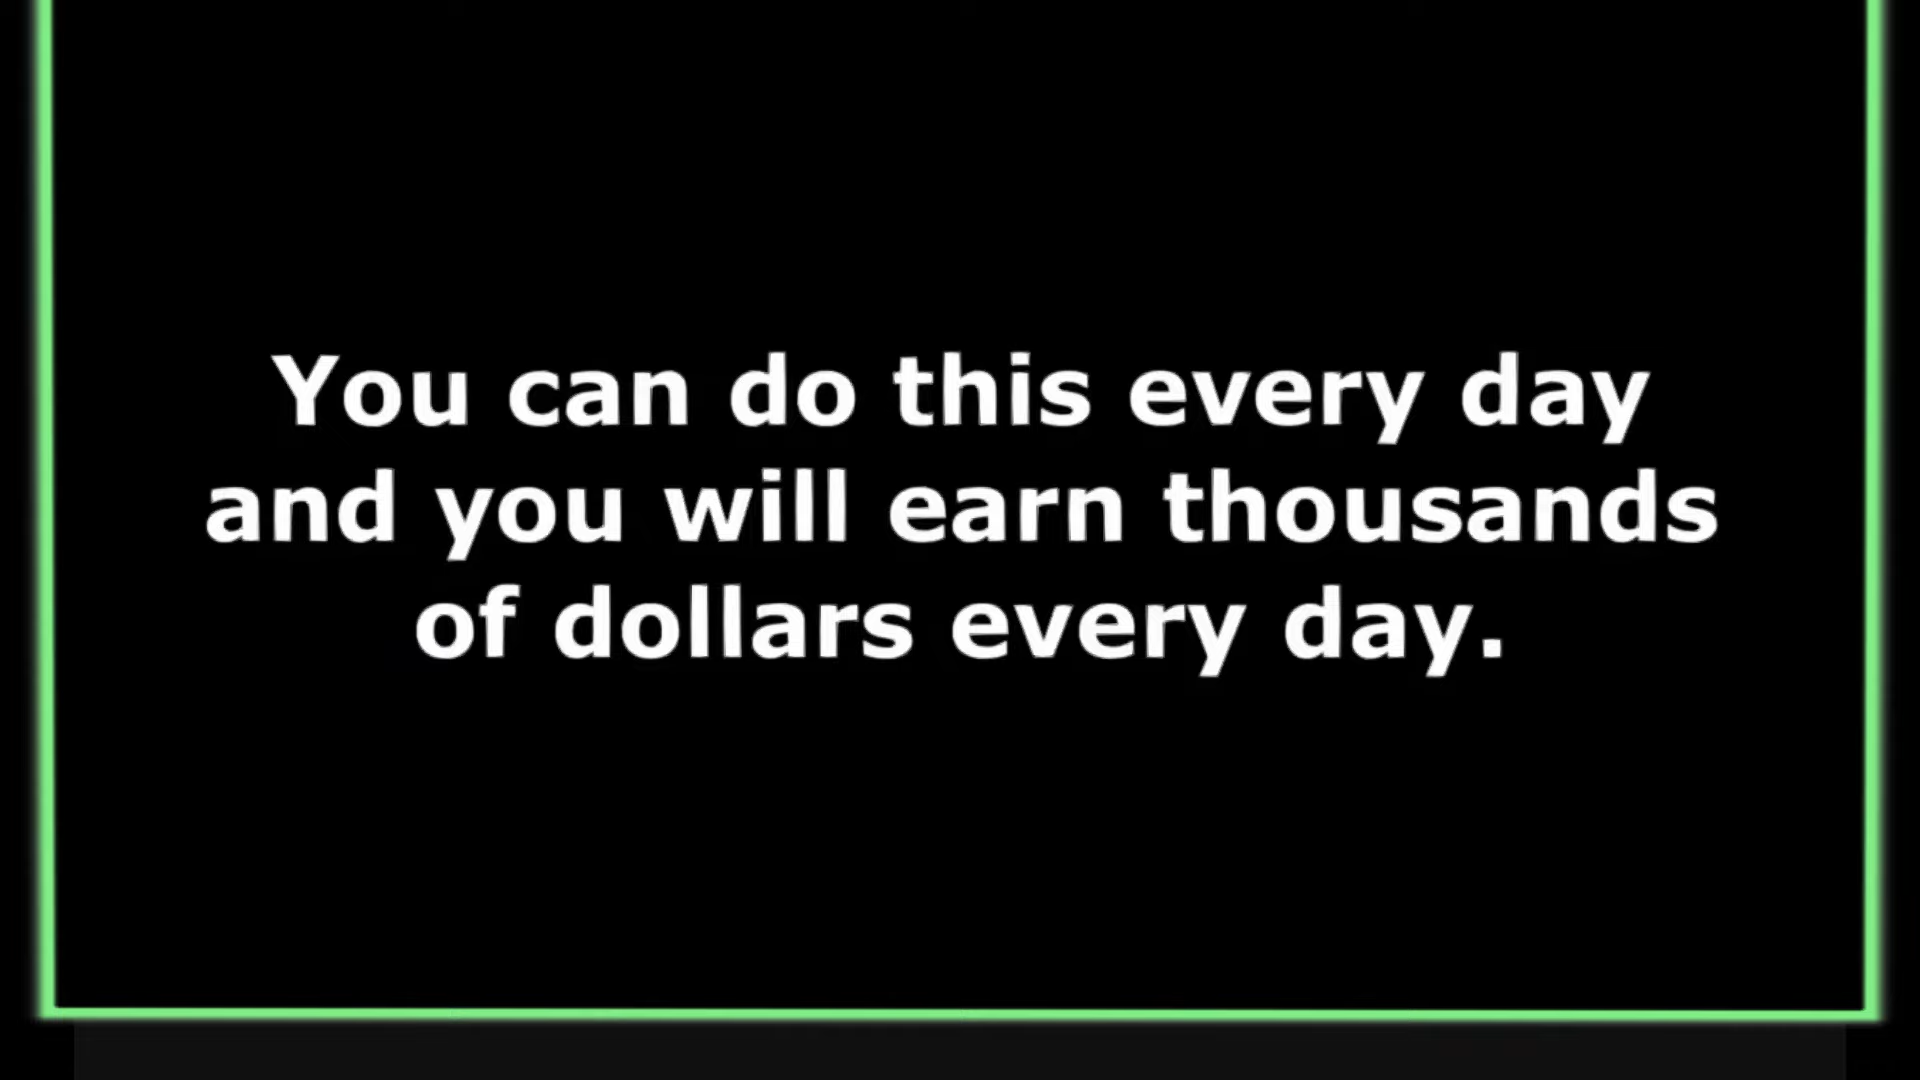 You can do this every day
and you will earn thousands
of dollars every day.